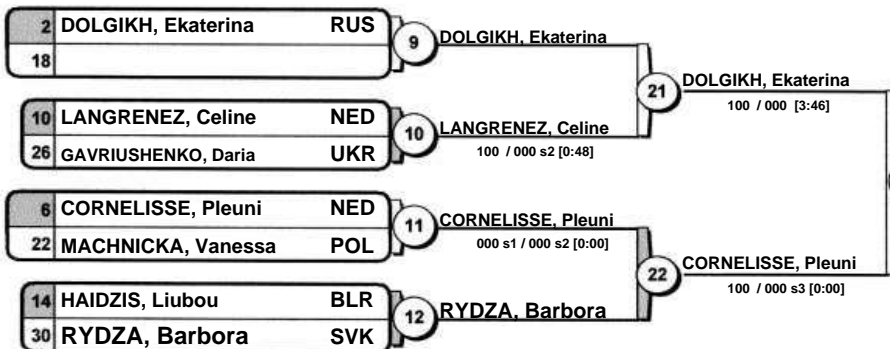 2 DOLGIKH, Ekaterina RUS
18
9 DOLGIKH, Ekaterina
10 LANGRENEZ, Celine NED
26 GAVRIUSHENKO, Daria UKR
10 LANGRENEZ, Celine
100 / 000 s2 [0:48]
21 DOLGIKH, Ekaterina
100 / 000 [3:46]
6 CORNELISSE, Pleuni NED
22 MACHNICKA, Vanessa POL
11 CORNELISSE, Pleuni
000 s1 / 000 s2 [0:00]
14 HAIDZIS, Liubou BLR
30 RYDZA, Barbora SVK
12 RYDZA, Barbora
22 CORNELISSE, Pleuni
100 / 000 s3 [0:00]